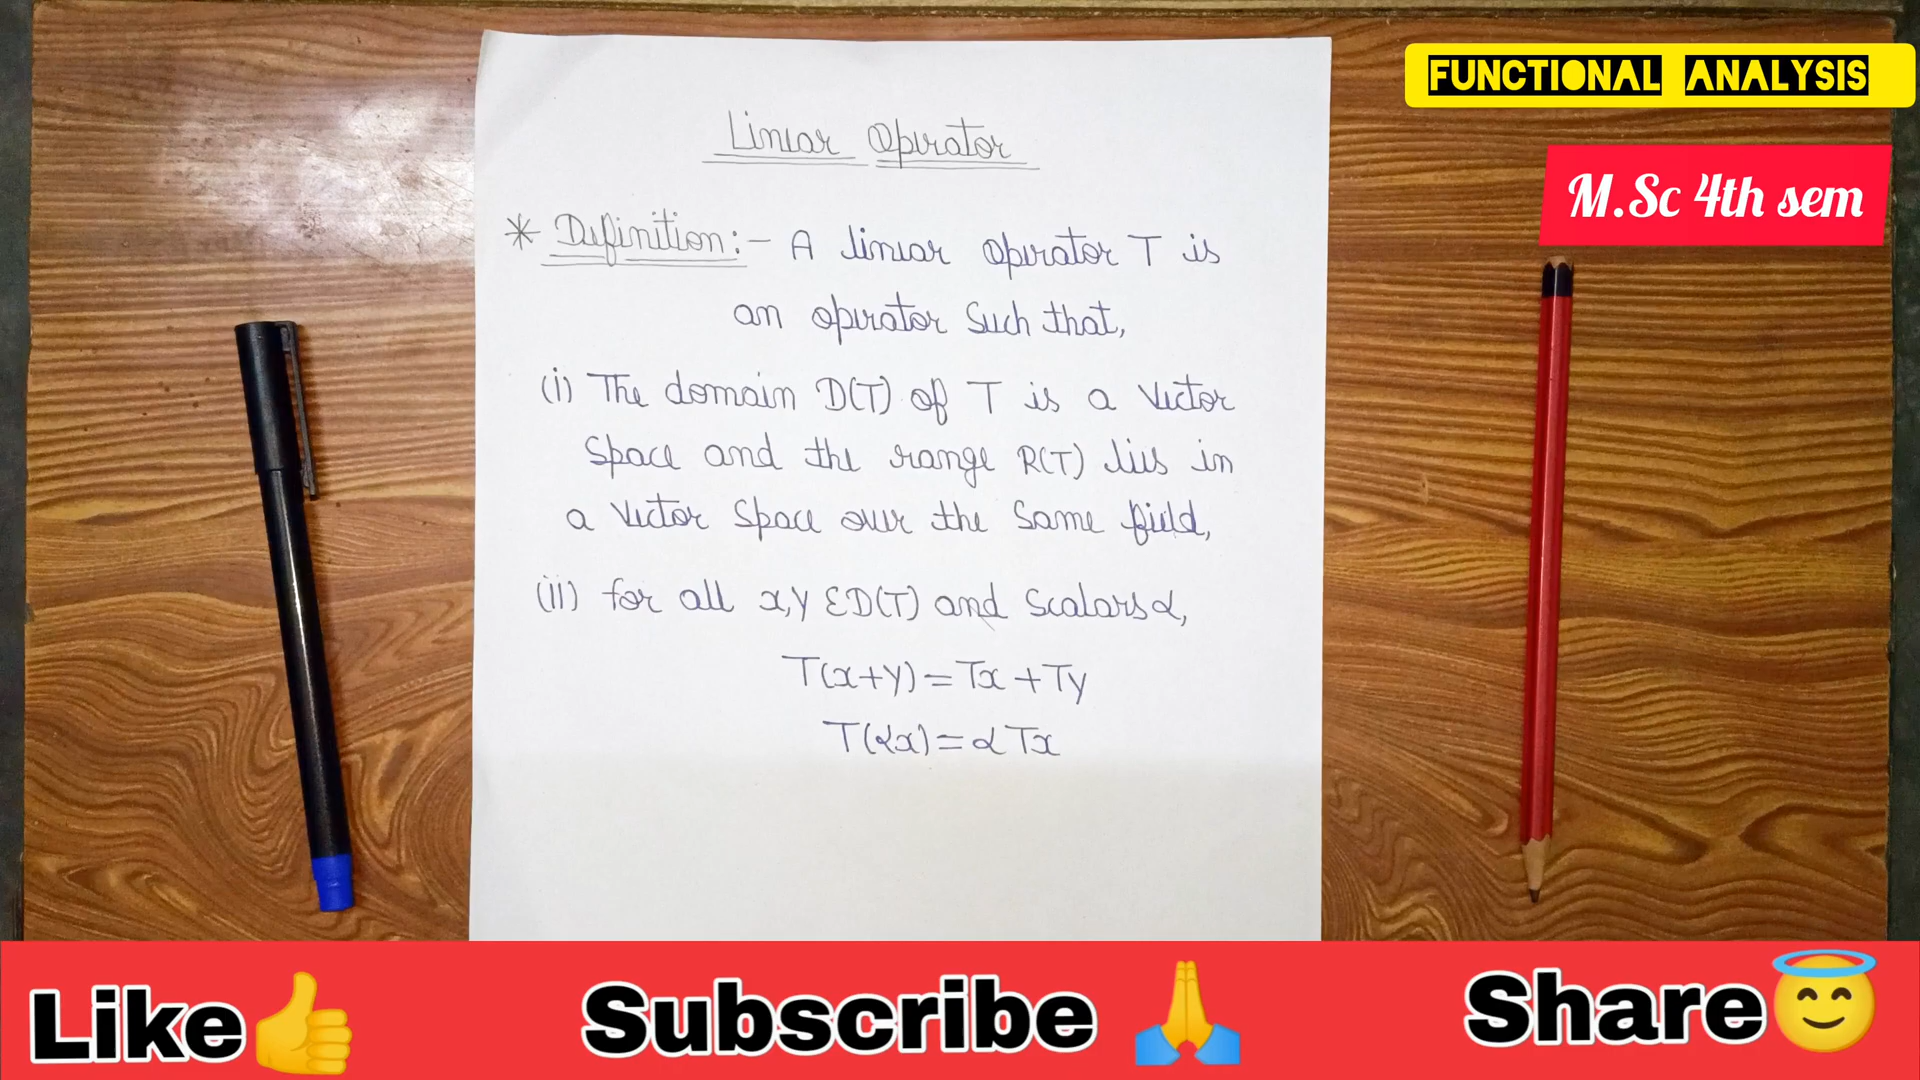 FUNCTIONAL ANALYSIS
M.Sc 4th sem
Linear Operator
* Definition:- A linear operator T is
an operator Such that,
(i) The domain D(T) of T is a Vector
Space and the range R(T) lies in
a Vector Space over the Same field,
(ii) for all x,y ɛ D(T) and Scalars α,
T(x+y)=Tx+Ty
T(αx)=αTx
Like👍 Subscribe 🙏 Share😇